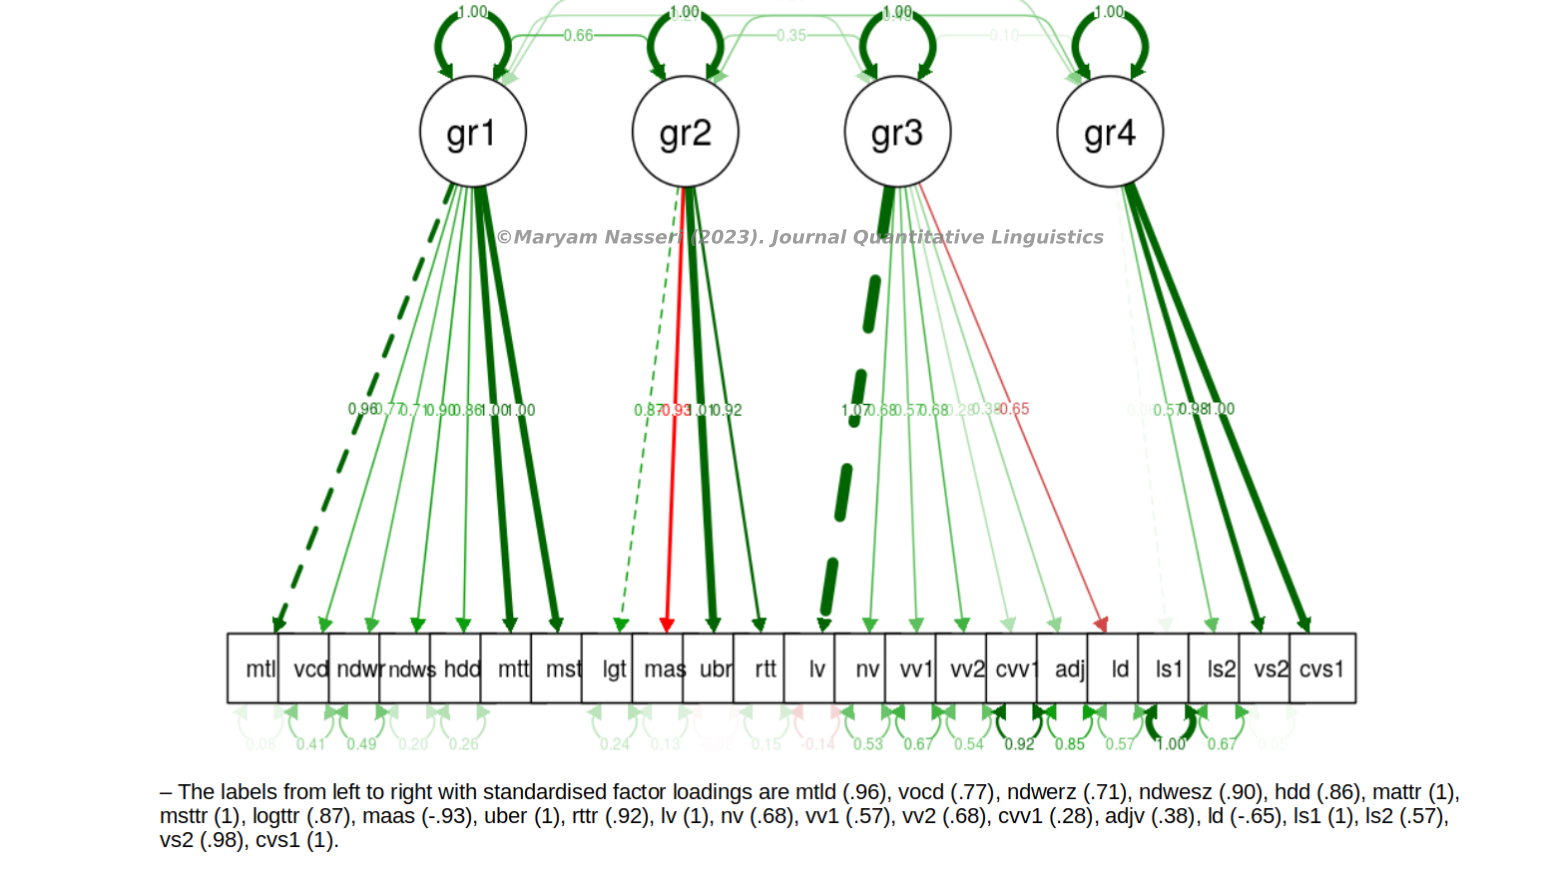 1.00 1.00 1.00 1.00
0.66 0.35 0.10
gr1 gr2 gr3 gr4
©Maryam Nasseri (2023). Journal Quantitative Linguistics
0.96 0.77 0.71 0.90 0.86 1.00 1.00 0.87 -0.93 1.01 0.92 1.07 0.68 0.57 0.68 0.28 0.38 -0.65 0.57 0.98 1.00
mtl vcd ndwr ndws hdd mtt mst lgt mas ubr rtt lv nv vv1 vv2 cvv1 adj ld ls1 ls2 vs2 cvs1
0.08 0.41 0.49 0.20 0.26 0.24 0.13 0.15 -0.14 0.53 0.67 0.54 0.92 0.85 0.57 1.00 0.67 0.05
– The labels from left to right with standardised factor loadings are mtld (.96), vocd (.77), ndwerz (.71), ndwesz (.90), hdd (.86), mattr (1),
msttr (1), logttr (.87), maas (-.93), uber (1), rttr (.92), lv (1), nv (.68), vv1 (.57), vv2 (.68), cvv1 (.28), adjv (.38), ld (-.65), ls1 (1), ls2 (.57),
vs2 (.98), cvs1 (1).